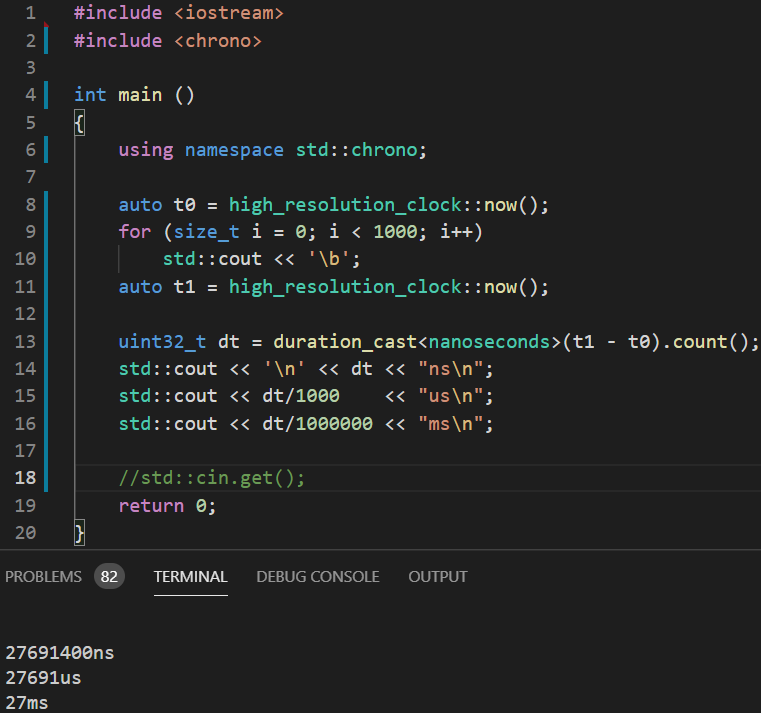 1 #include <iostream>
2 #include <chrono>
3
4 int main ()
5 {
6     using namespace std::chrono;
7
8     auto t0 = high_resolution_clock::now();
9     for (size_t i = 0; i < 1000; i++)
10         std::cout << '\b';
11     auto t1 = high_resolution_clock::now();
12
13     uint32_t dt = duration_cast<nanoseconds>(t1 - t0).count();
14     std::cout << '\n' << dt << "ns\n";
15     std::cout << dt/1000    << "us\n";
16     std::cout << dt/1000000 << "ms\n";
17
18     //std::cin.get();
19     return 0;
20 }
PROBLEMS 82 TERMINAL DEBUG CONSOLE OUTPUT
27691400ns
27691us
27ms